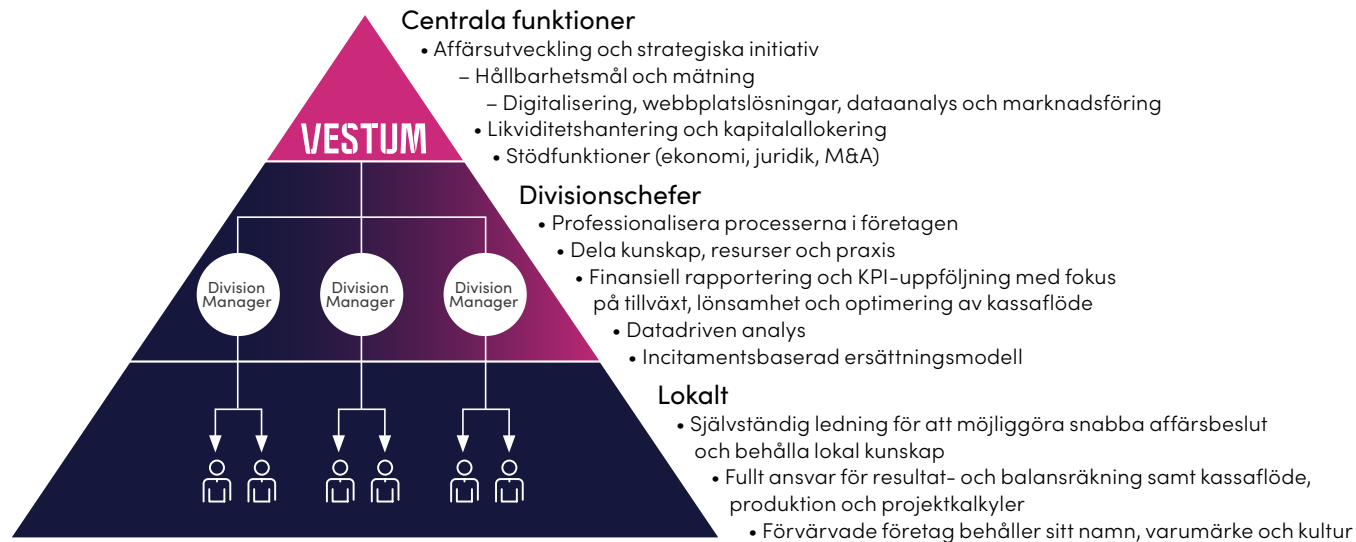 Centrala funktioner
• Affärsutveckling och strategiska initiativ
– Hållbarhetsmål och mätning
– Digitalisering, webbplatslösningar, dataanalys och marknadsföring
• Likviditetshantering och kapitalallokering
• Stödfunktioner (ekonomi, juridik, M&A)
VESTUM
Divisionschefer
• Professionalisera processerna i företagen
• Dela kunskap, resurser och praxis
• Finansiell rapportering och KPI-uppföljning med fokus
på tillväxt, lönsamhet och optimering av kassaflöde
• Datadriven analys
• Incitamentsbaserad ersättningsmodell
Division
Manager
Division
Manager
Division
Manager
Lokalt
• Självständig ledning för att möjliggöra snabba affärsbeslut
och behålla lokal kunskap
• Fullt ansvar för resultat- och balansräkning samt kassaflöde,
produktion och projektkalkyler
• Förvärvade företag behåller sitt namn, varumärke och kultur